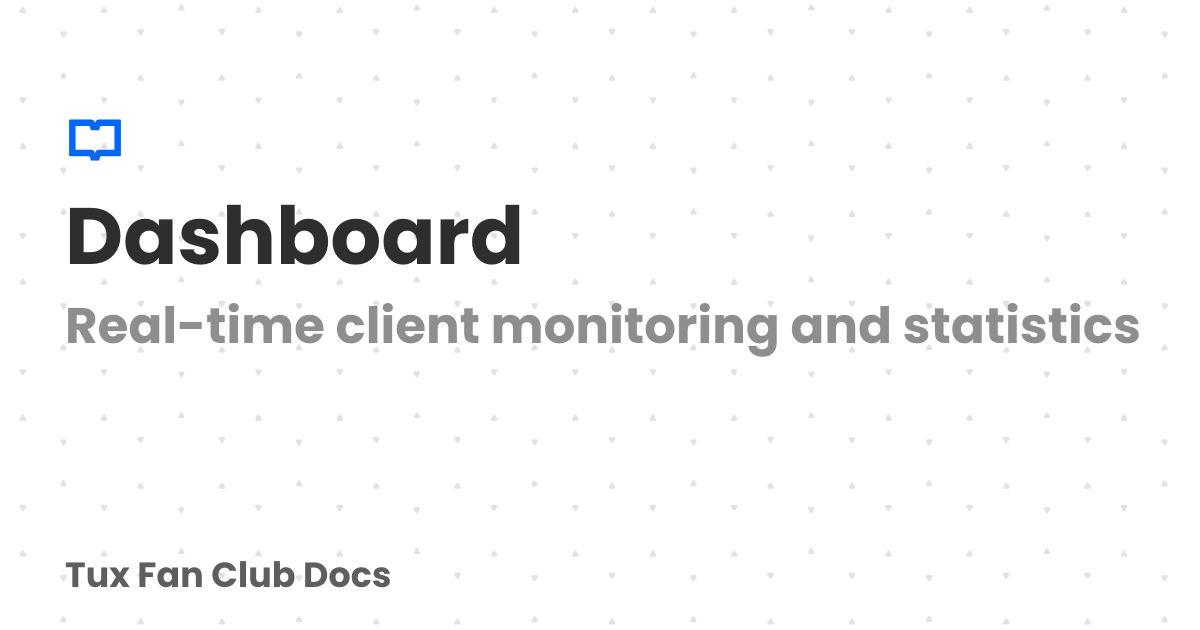 Dashboard
Real-time client monitoring and statistics
Tux Fan Club Docs